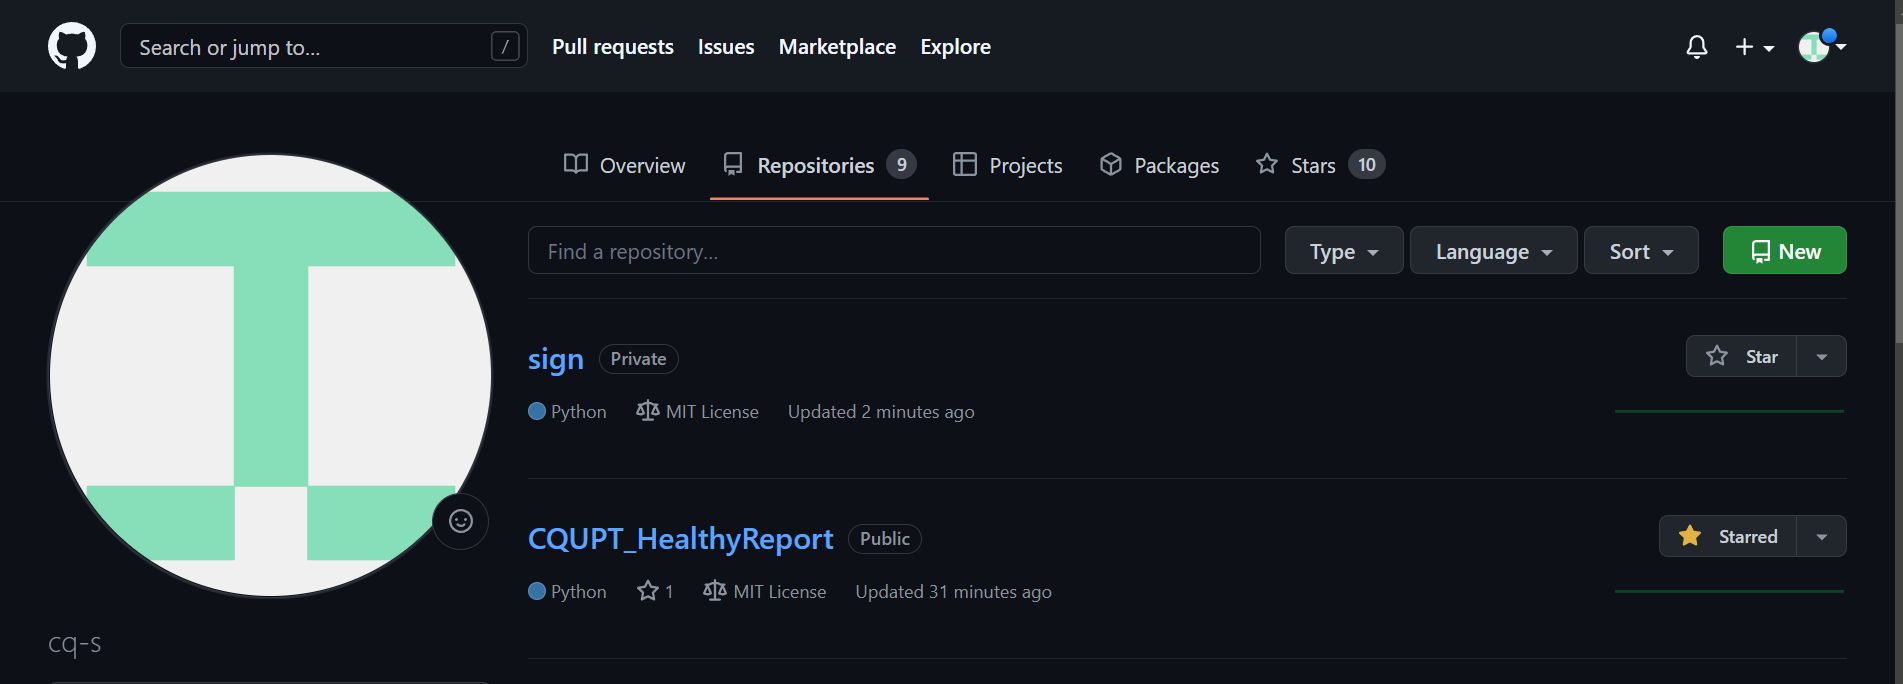 Search or jump to... / Pull requests Issues Marketplace Explore
Overview Repositories 9 Projects Packages Stars 10
Find a repository... Type Language Sort New
sign Private Star
Python MIT License Updated 2 minutes ago
CQUPT_HealthyReport Public Starred
Python 1 MIT License Updated 31 minutes ago
cq-s